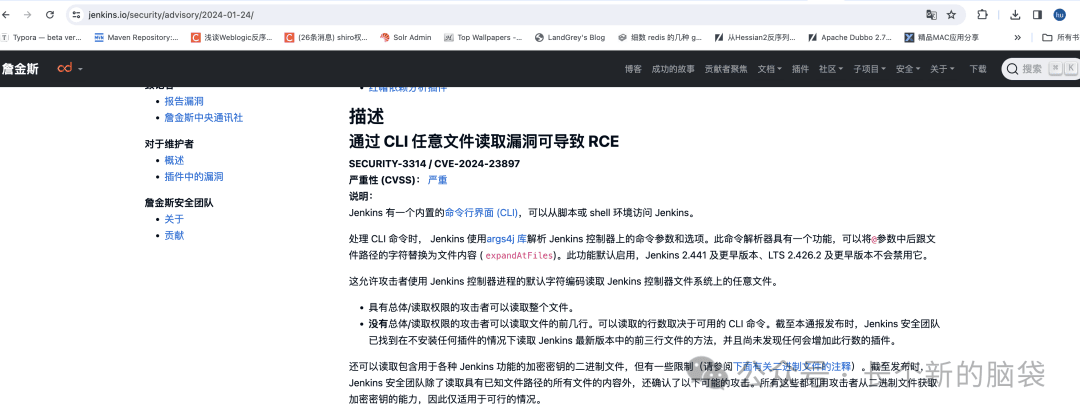 jenkins.io/security/advisory/2024-01-24/
hu
Typora — beta ver...
Maven Repository:...
浅谈Weblogic反序...
(26条消息) shiro权...
Solr Admin
Top Wallpapers -...
LandGrey's Blog
细数 redis 的几种 g...
从Hessian2反序列...
Apache Dubbo 2.7...
精品MAC应用分享
»
所有书
詹金斯
cd
博客
成功的故事
贡献者聚焦
文档
插件
社区
子项目
安全
关于
下载
搜索
⌘
K
报告漏洞
詹金斯中央通讯社
对于维护者
概述
插件中的漏洞
詹金斯安全团队
关于
贡献
红帽依赖分析插件
描述
通过 CLI 任意文件读取漏洞可导致 RCE
SECURITY-3314 / CVE-2024-23897
严重性 (CVSS)： 严重
说明：
Jenkins 有一个内置的命令行界面 (CLI)，可以从脚本或 shell 环境访问 Jenkins。
处理 CLI 命令时， Jenkins 使用args4j 库解析 Jenkins 控制器上的命令参数和选项。此命令解析器具有一个功能，可以将@参数中后跟文
件路径的字符替换为文件内容 ( expandAtFiles)。此功能默认启用，Jenkins 2.441 及更早版本、LTS 2.426.2 及更早版本不会禁用它。
这允许攻击者使用 Jenkins 控制器进程的默认字符编码读取 Jenkins 控制器文件系统上的任意文件。
• 具有总体/读取权限的攻击者可以读取整个文件。
• 没有总体/读取权限的攻击者可以读取文件的前几行。可以读取的行数取决于可用的 CLI 命令。截至本通报发布时，Jenkins 安全团队
已找到在不安装任何插件的情况下读取 Jenkins 最新版本中的前三行文件的方法，并且尚未发现任何会增加此行数的插件。
还可以读取包含用于各种 Jenkins 功能的加密密钥的二进制文件，但有一些限制（请参阅下面有关二进制文件的注释）。截至发布时，
Jenkins 安全团队除了读取具有已知文件路径的所有文件的内容外，还确认了以下可能的攻击。所有这些都利用攻击者从二进制文件获取
加密密钥的能力，因此仅适用于可行的情况。
公众号：长个新的脑袋